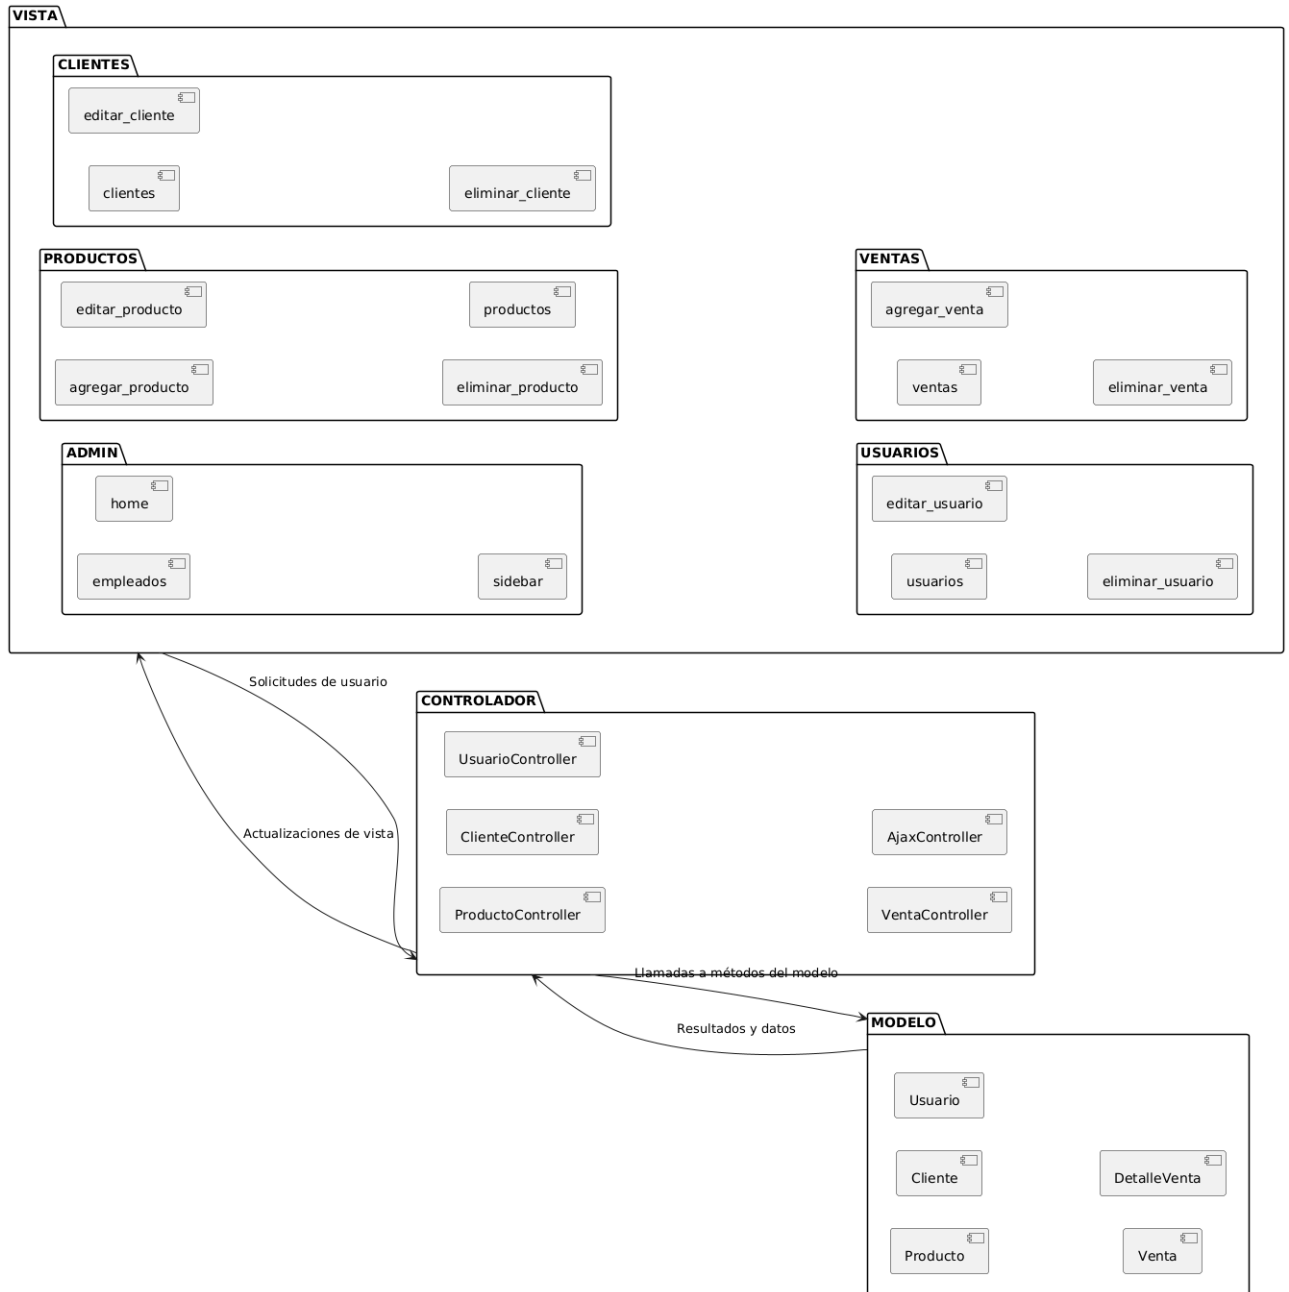 VISTA
CLIENTES
editar_cliente
clientes
eliminar_cliente
PRODUCTOS
editar_producto
productos
agregar_producto
eliminar_producto
VENTAS
agregar_venta
ventas
eliminar_venta
ADMIN
home
empleados
sidebar
USUARIOS
editar_usuario
usuarios
eliminar_usuario
Solicitudes de usuario
Actualizaciones de vista
CONTROLADOR
UsuarioController
ClienteController
AjaxController
ProductoController
VentaController
Llamadas a métodos del modelo
Resultados y datos
MODELO
Usuario
Cliente
DetalleVenta
Producto
Venta